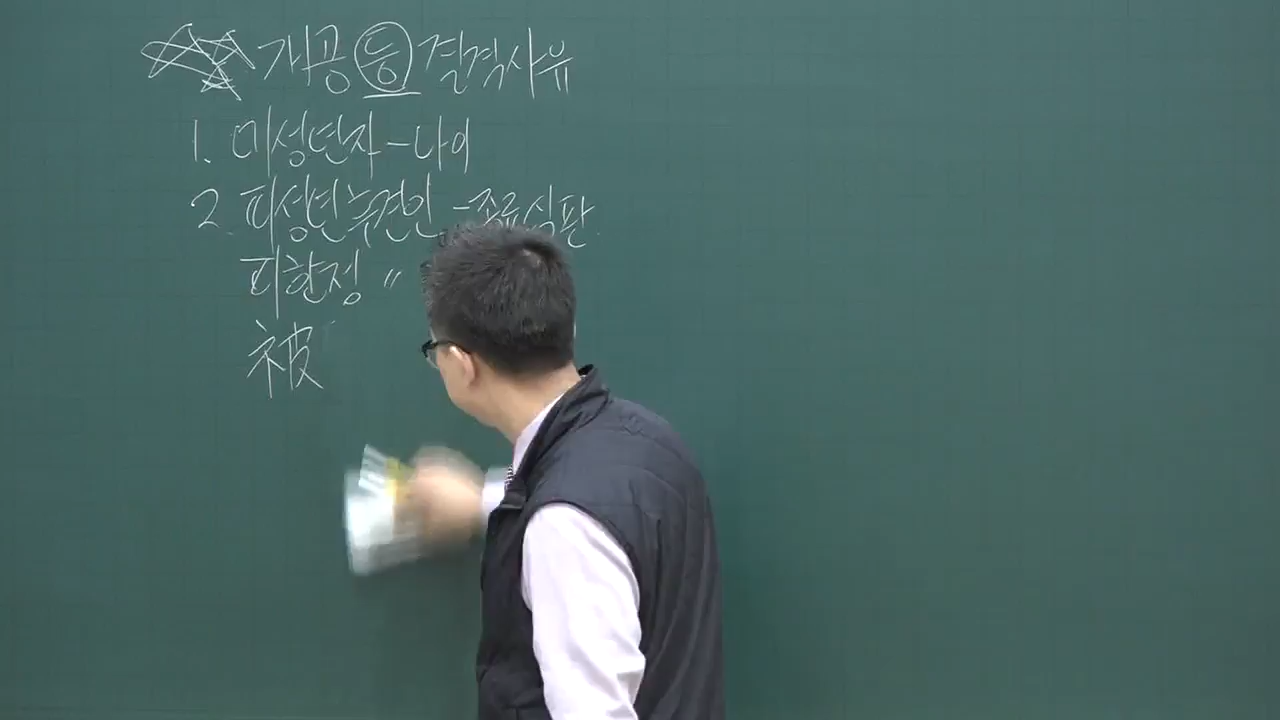 개공 등 결격사유
1. 미성년자 - 나이
2. 피성년후견인 - 종료심판
피한정 〃
被